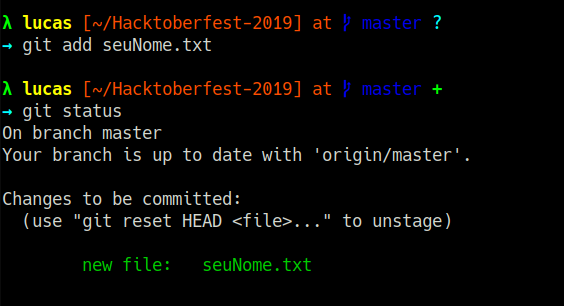 λ lucas [~/Hacktoberfest-2019] at ᚴ master ?
→ git add seuNome.txt
λ lucas [~/Hacktoberfest-2019] at ᚴ master +
→ git status
On branch master
Your branch is up to date with 'origin/master'.
Changes to be committed:
(use "git reset HEAD <file>..." to unstage)
new file: seuNome.txt